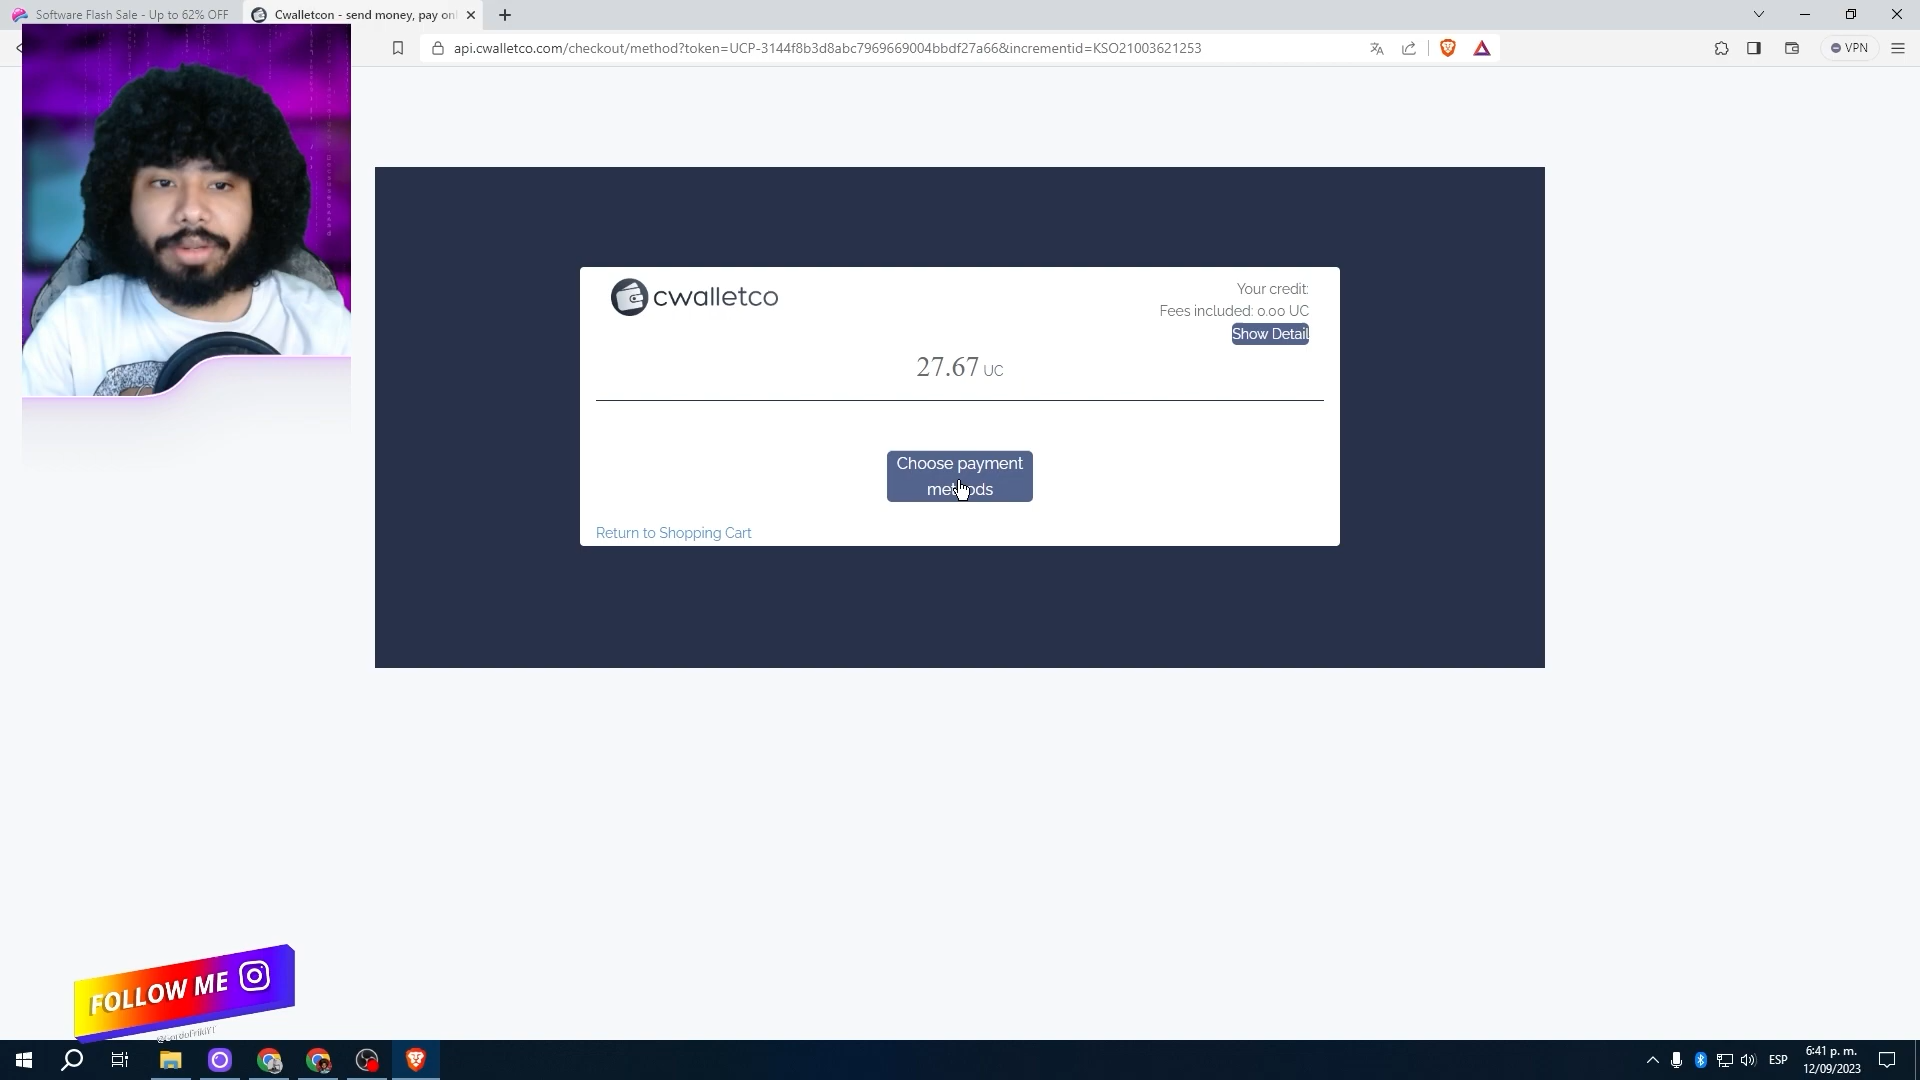 Software Flash Sale - Up to 62% OFF
Cwalletcon - send money, pay onl
api.cwalletco.com/checkout/method?token=UCP-3144f8b3d8abc7969669004bbdf27a66&incrementid=KSO21003621253
VPN
cwalletco
Your credit:
Fees included: 0.00 UC
Show Detail
27.67 UC
Choose payment
methods
Return to Shopping Cart
FOLLOW ME
ESP
6:41 p. m.
12/09/2023